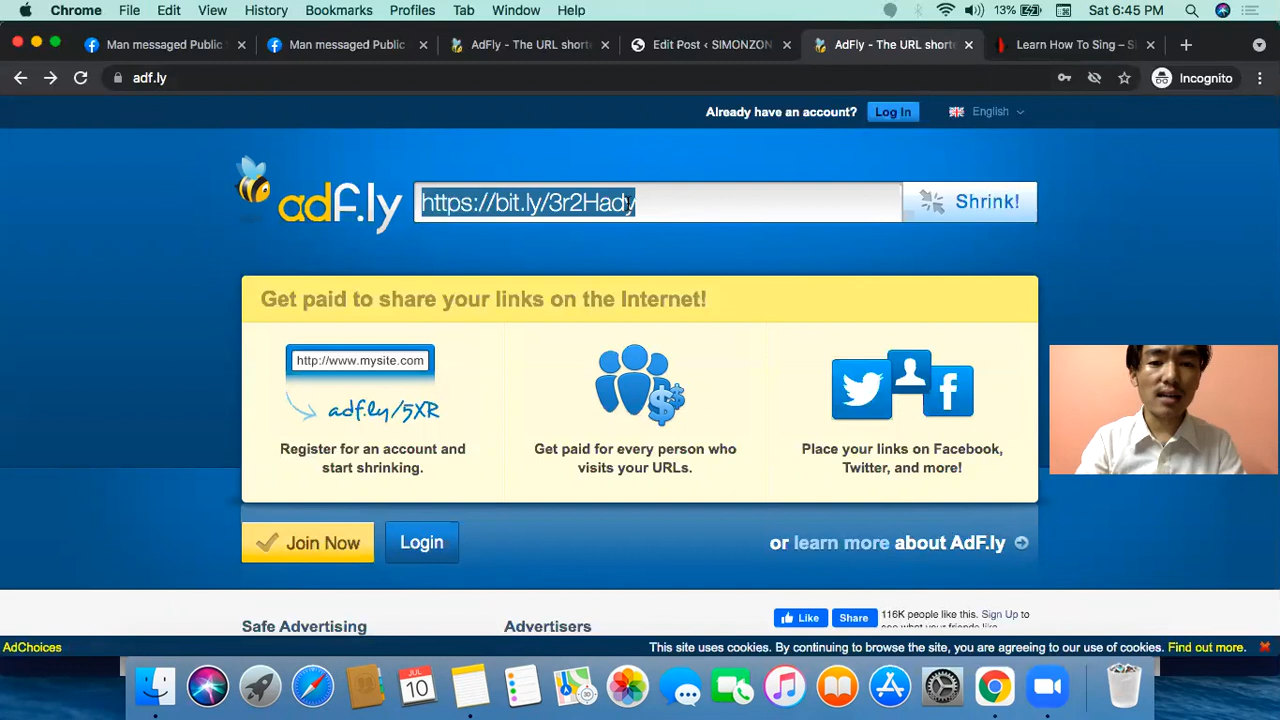 Chrome File Edit View History Bookmarks Profiles Tab Window Help 13% Sat 6:45 PM
Man messaged Public Man messaged Public AdFly - The URL short Edit Post ‹ SIMONZON AdFly - The URL short Learn How To Sing – S
adf.ly Incognito
Already have an account? Log In English
adf.ly https://bit.ly/3r2Hady Shrink!
Get paid to share your links on the Internet!
http://www.mysite.com
adf.ly/5XR
Register for an account and Get paid for every person who Place your links on Facebook,
start shrinking. visits your URLs. Twitter, and more!
Join Now Login or learn more about AdF.ly
Safe Advertising Advertisers Like Share 116K people like this. Sign Up to
see what your friends like.
AdChoices This site uses cookies. By continuing to browse the site, you are agreeing to our use of cookies. Find out more.
JUL
10